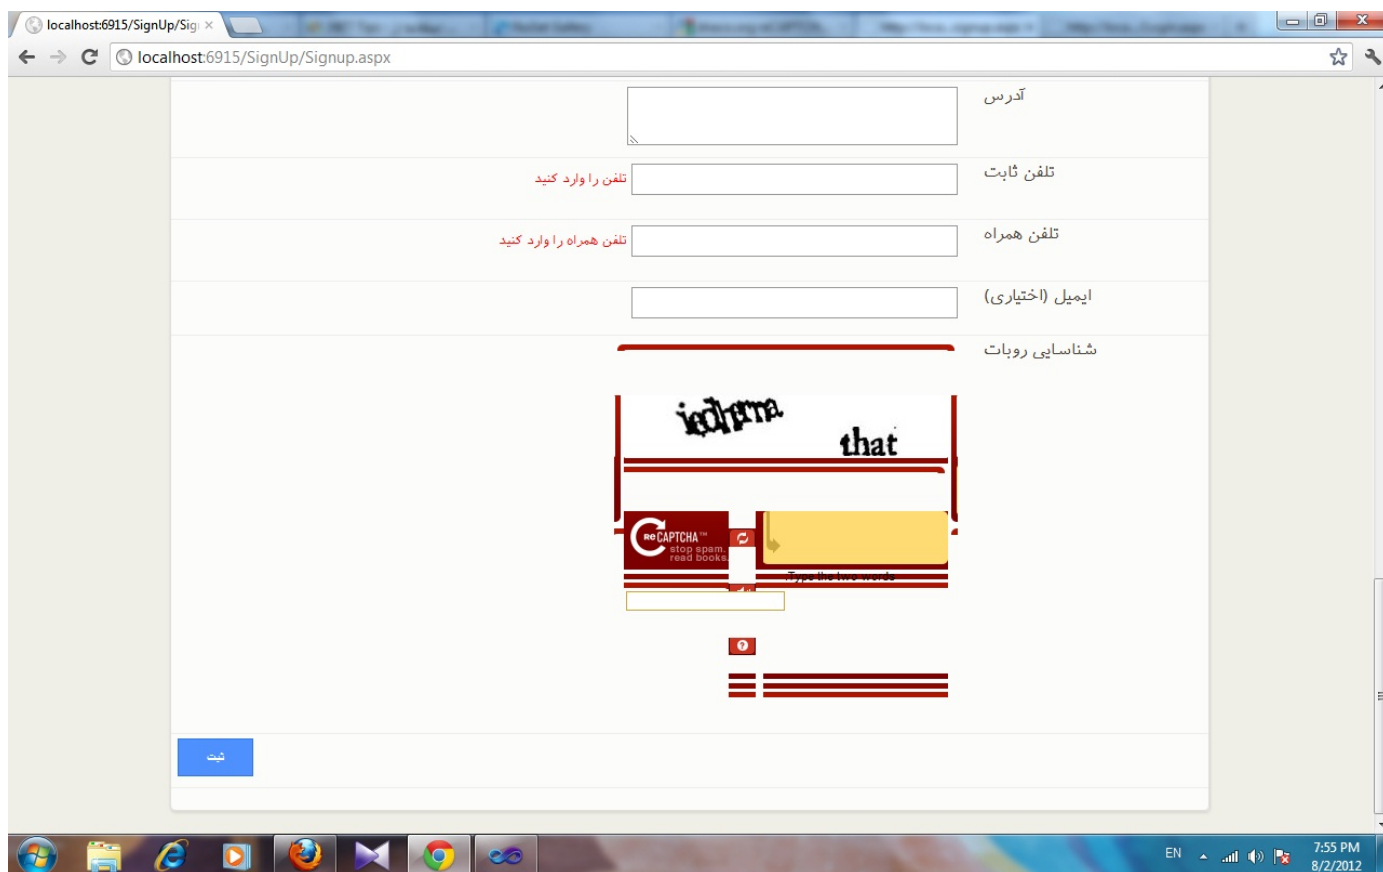 localhost:6915/SignUp/Sig
localhost:6915/SignUp/Signup.aspx
آدرس
تلفن ثابت
تلفن را وارد کنید
تلفن همراه
تلفن همراه را وارد کنید
ایمیل (اختیاری)
شناسایی روبات
that
reCAPTCHA™
stop spam.
read books.
:Type the two words
ثبت
EN
7:55 PM
8/2/2012